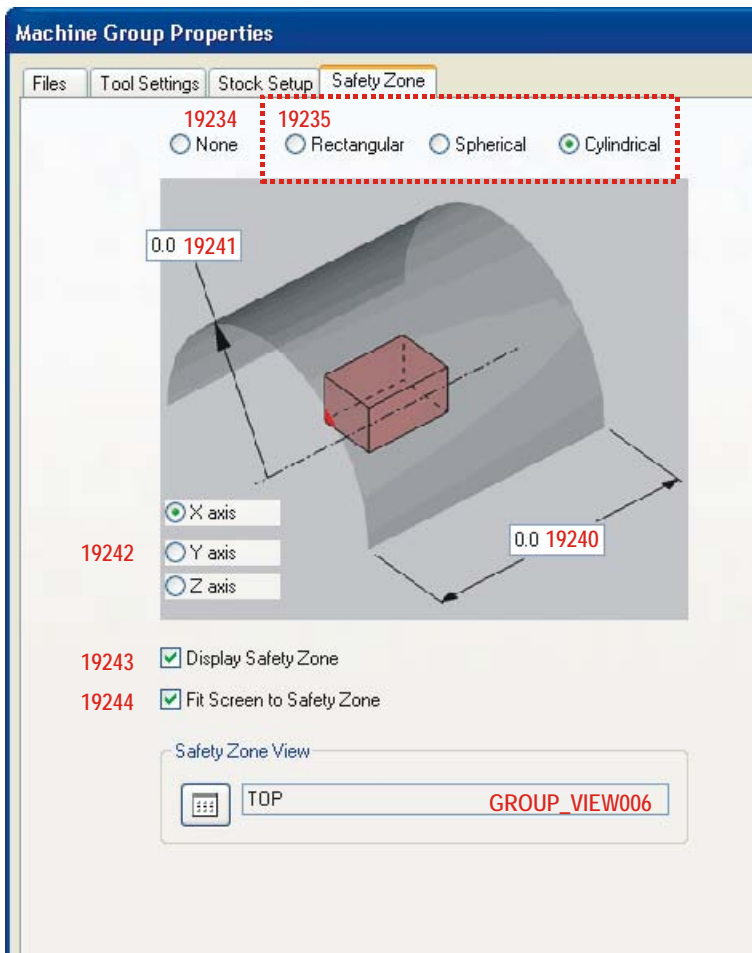 Machine Group Properties
Files Tool Settings Stock Setup Safety Zone
19234 19235
None Rectangular Spherical Cylindrical
0.0 19241
X axis
0.0 19240
19242 Y axis
Z axis
19243 Display Safety Zone
19244 Fit Screen to Safety Zone
Safety Zone View
TOP GROUP_VIEW006